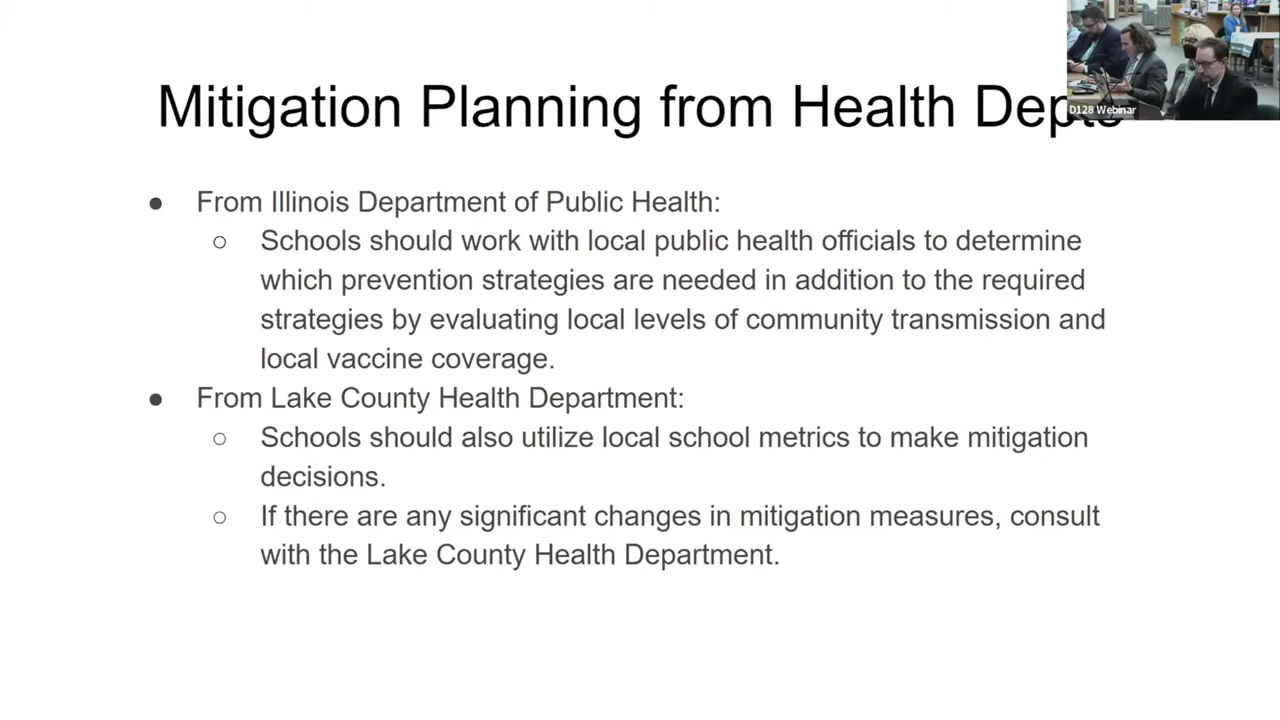 Mitigation Planning from Health Depts
D128 Webinar
● From Illinois Department of Public Health:
○ Schools should work with local public health officials to determine
which prevention strategies are needed in addition to the required
strategies by evaluating local levels of community transmission and
local vaccine coverage.
● From Lake County Health Department:
○ Schools should also utilize local school metrics to make mitigation
decisions.
○ If there are any significant changes in mitigation measures, consult
with the Lake County Health Department.